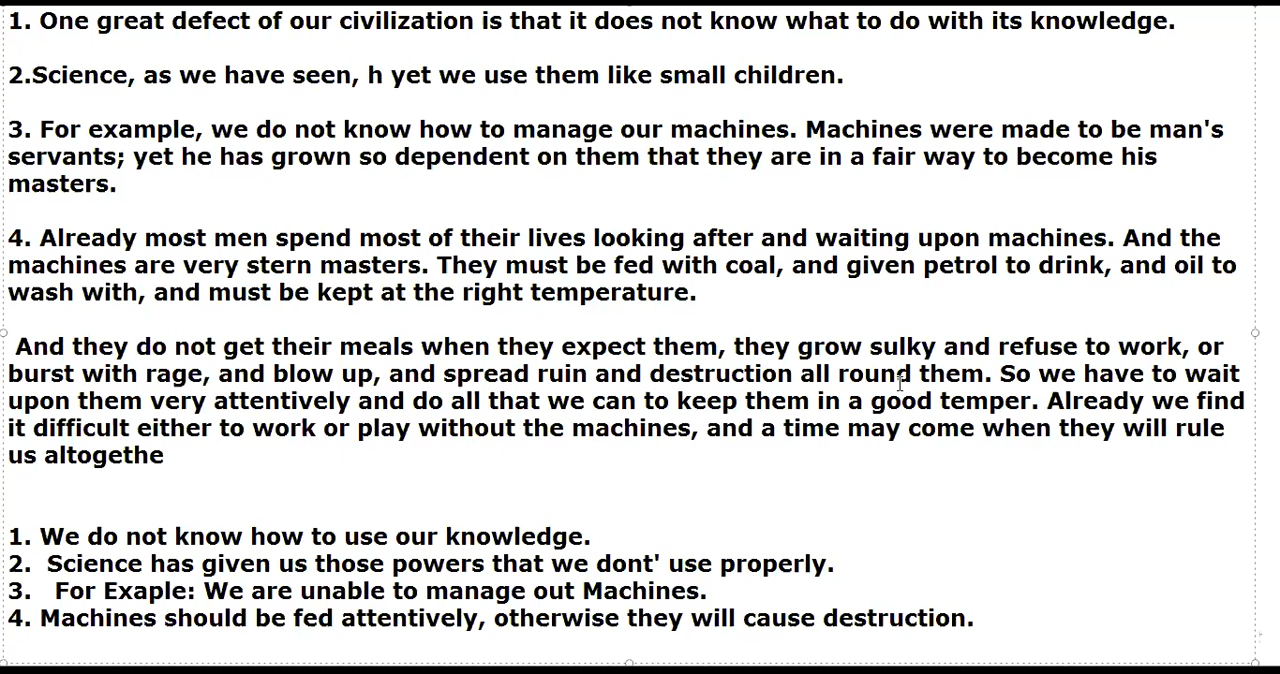 1. One great defect of our civilization is that it does not know what to do with its knowledge.
2.Science, as we have seen, h yet we use them like small children.
3. For example, we do not know how to manage our machines. Machines were made to be man's
servants; yet he has grown so dependent on them that they are in a fair way to become his
masters.
4. Already most men spend most of their lives looking after and waiting upon machines. And the
machines are very stern masters. They must be fed with coal, and given petrol to drink, and oil to
wash with, and must be kept at the right temperature.
And they do not get their meals when they expect them, they grow sulky and refuse to work, or
burst with rage, and blow up, and spread ruin and destruction all round them. So we have to wait
upon them very attentively and do all that we can to keep them in a good temper. Already we find
it difficult either to work or play without the machines, and a time may come when they will rule
us altogethe
1. We do not know how to use our knowledge.
2. Science has given us those powers that we dont' use properly.
3. For Exaple: We are unable to manage out Machines.
4. Machines should be fed attentively, otherwise they will cause destruction.